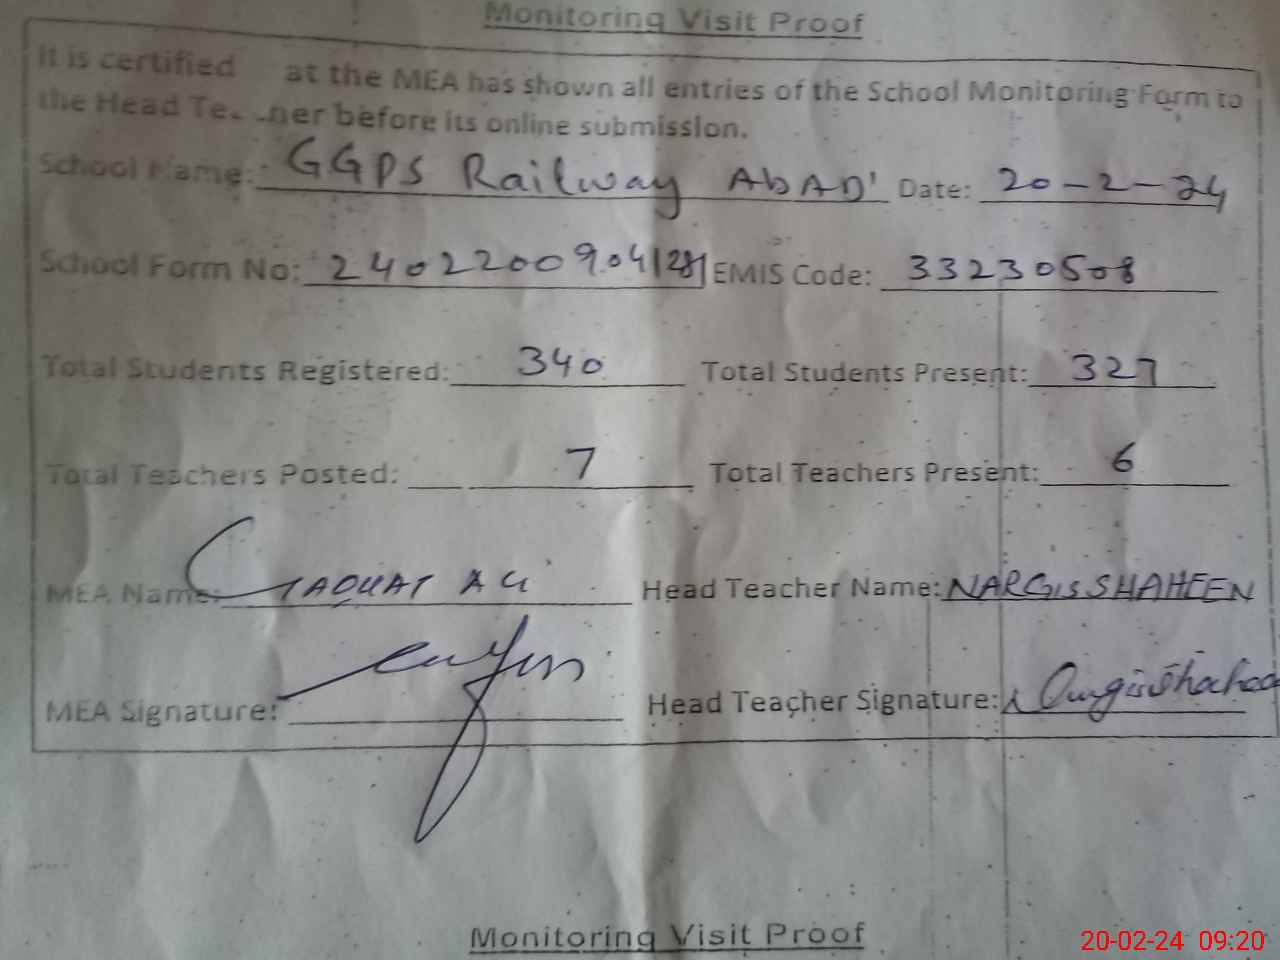 Monitoring Visit Proof
It is certified at the MEA has shown all entries of the School Monitoring Form to
the Head Te. .ner before its online submission.
School Name: GGPS Railway AbAD' Date: 20-2-24
School Form No: EMIS Code: 33230508
Total Students Registered: 340 Total Students Present: 327
Total Teachers Posted: 7 Total Teachers Present: 6
MEA Name: LIAQUAT ALI Head Teacher Name: NARGIS SHAHEEN
MEA Signature: Head Teacher Signature:
Monitoring Visit Proof
20-02-24 09:20